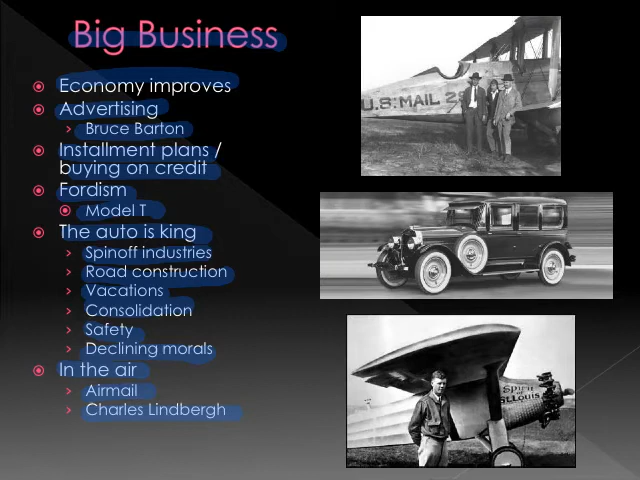 Big Business
Economy improves
Advertising
Bruce Barton
Installment plans /
buying on credit
Fordism
Model T
The auto is king
Spinoff industries
Road construction
Vacations
Consolidation
Safety
Declining morals
In the air
Airmail
Charles Lindbergh
U.S. MAIL
Spirit
St. Louis